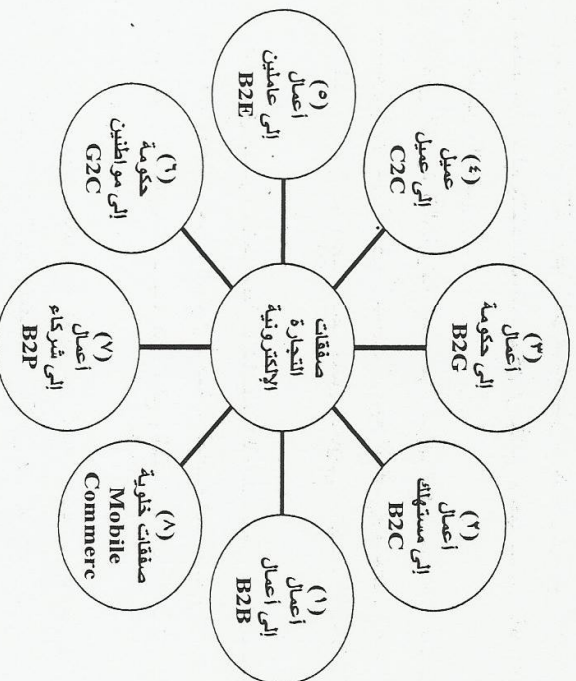 صفقات
التجارة
الإلكترونية
(١)
أعمال
إلى أعمال
B2B
(٢)
أعمال
إلى مستهلك
B2C
(٣)
أعمال
إلى حكومة
B2G
(٤)
عميل
إلى عميل
C2C
(٥)
أعمال
إلى عاملين
B2E
(٦)
حكومة
إلى مواطنين
G2C
(٧)
أعمال
إلى شركاء
B2P
(٨)
صفقات خلوية
Mobile
Commerc